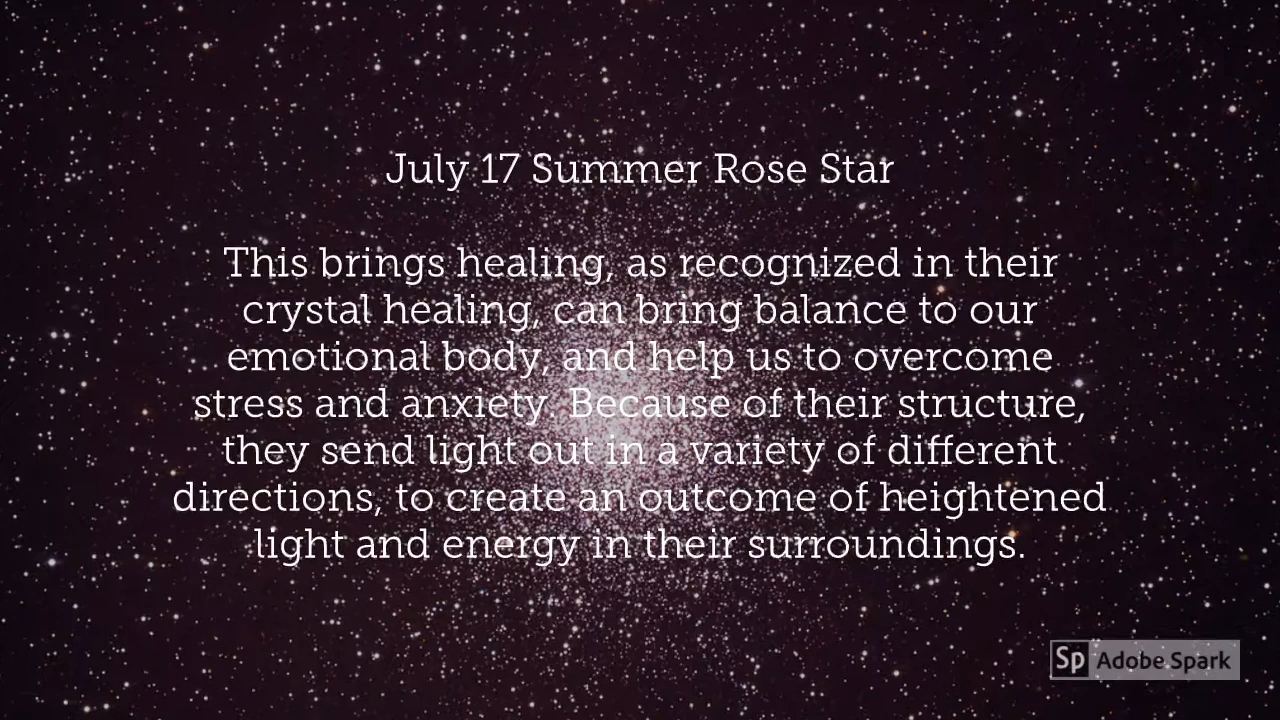 July 17 Summer Rose Star
This brings healing, as recognized in their
crystal healing, can bring balance to our
emotional body, and help us to overcome
stress and anxiety. Because of their structure,
they send light out in a variety of different
directions, to create an outcome of heightened
light and energy in their surroundings.
Sp Adobe Spark